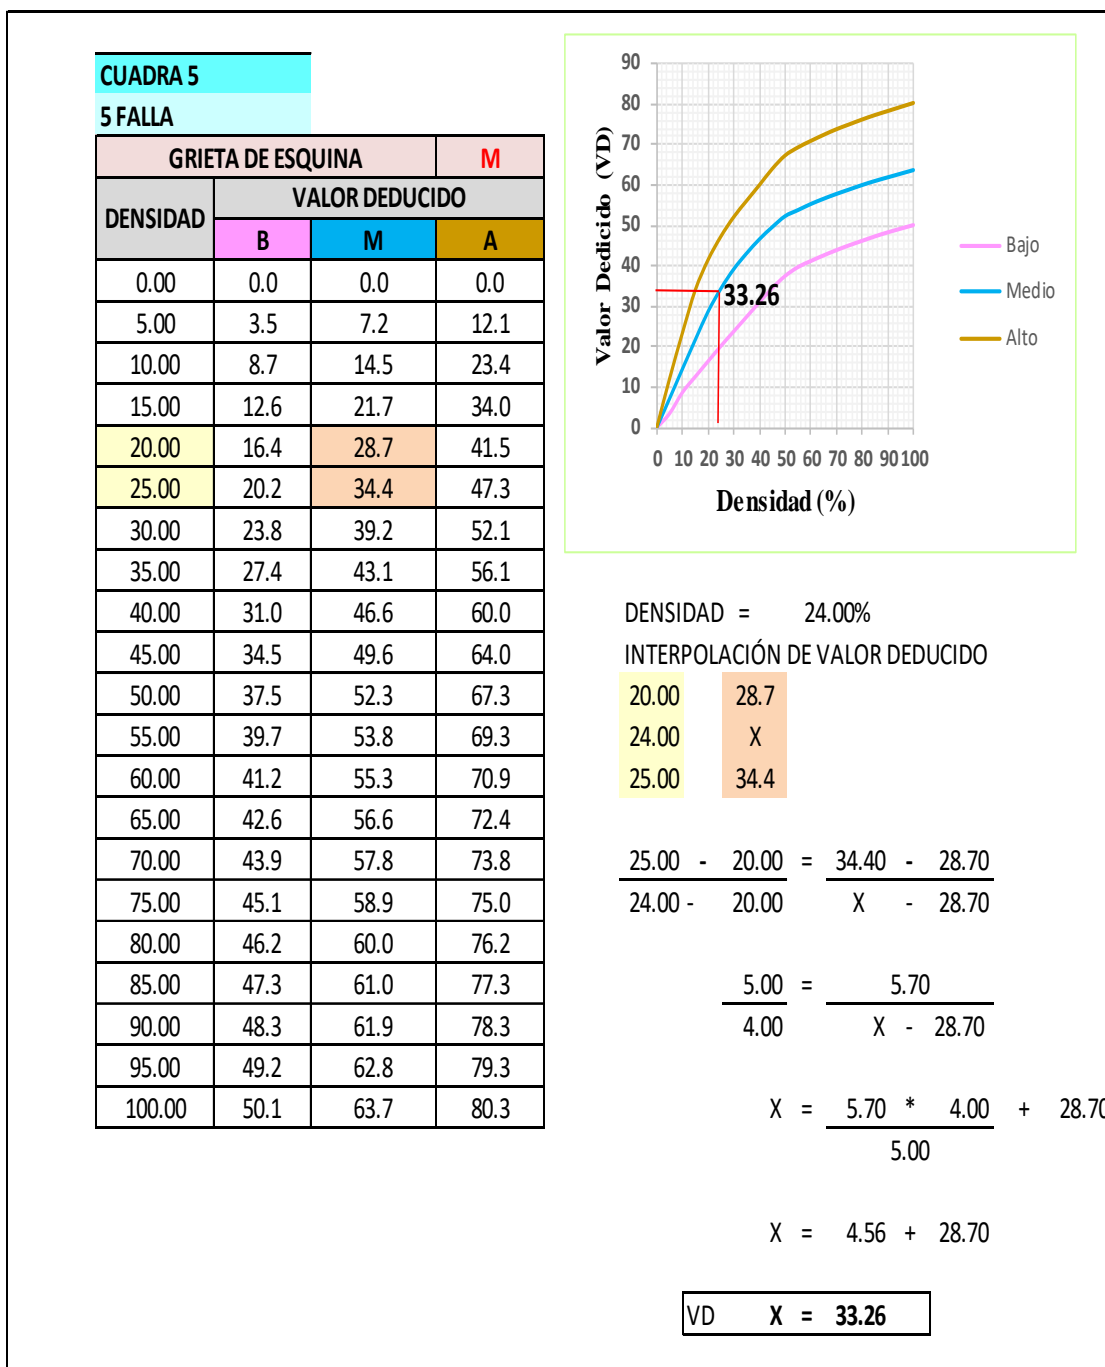 CUADRA 5
5 FALLA
GRIETA DE ESQUINA M
DENSIDAD VALOR DEDUCIDO
B M A
0.00 0.0 0.0 0.0
5.00 3.5 7.2 12.1
10.00 8.7 14.5 23.4
15.00 12.6 21.7 34.0
20.00 16.4 28.7 41.5
25.00 20.2 34.4 47.3
30.00 23.8 39.2 52.1
35.00 27.4 43.1 56.1
40.00 31.0 46.6 60.0
45.00 34.5 49.6 64.0
50.00 37.5 52.3 67.3
55.00 39.7 53.8 69.3
60.00 41.2 55.3 70.9
65.00 42.6 56.6 72.4
70.00 43.9 57.8 73.8
75.00 45.1 58.9 75.0
80.00 46.2 60.0 76.2
85.00 47.3 61.0 77.3
90.00 48.3 61.9 78.3
95.00 49.2 62.8 79.3
100.00 50.1 63.7 80.3
Valor Dedicido (VD)
90
80
70
60
50
40
30
20
10
0
33.26
0 10 20 30 40 50 60 70 80 90 100
Densidad (%)
Bajo
Medio
Alto
DENSIDAD = 24.00%
INTERPOLACIÓN DE VALOR DEDUCIDO
20.00 28.7
24.00 X
25.00 34.4
25.00 - 20.00 = 34.40 - 28.70
24.00 - 20.00 X - 28.70
5.00 = 5.70
4.00 X - 28.70
X = 5.70 * 4.00 + 28.70
5.00
X = 4.56 + 28.70
VD X = 33.26